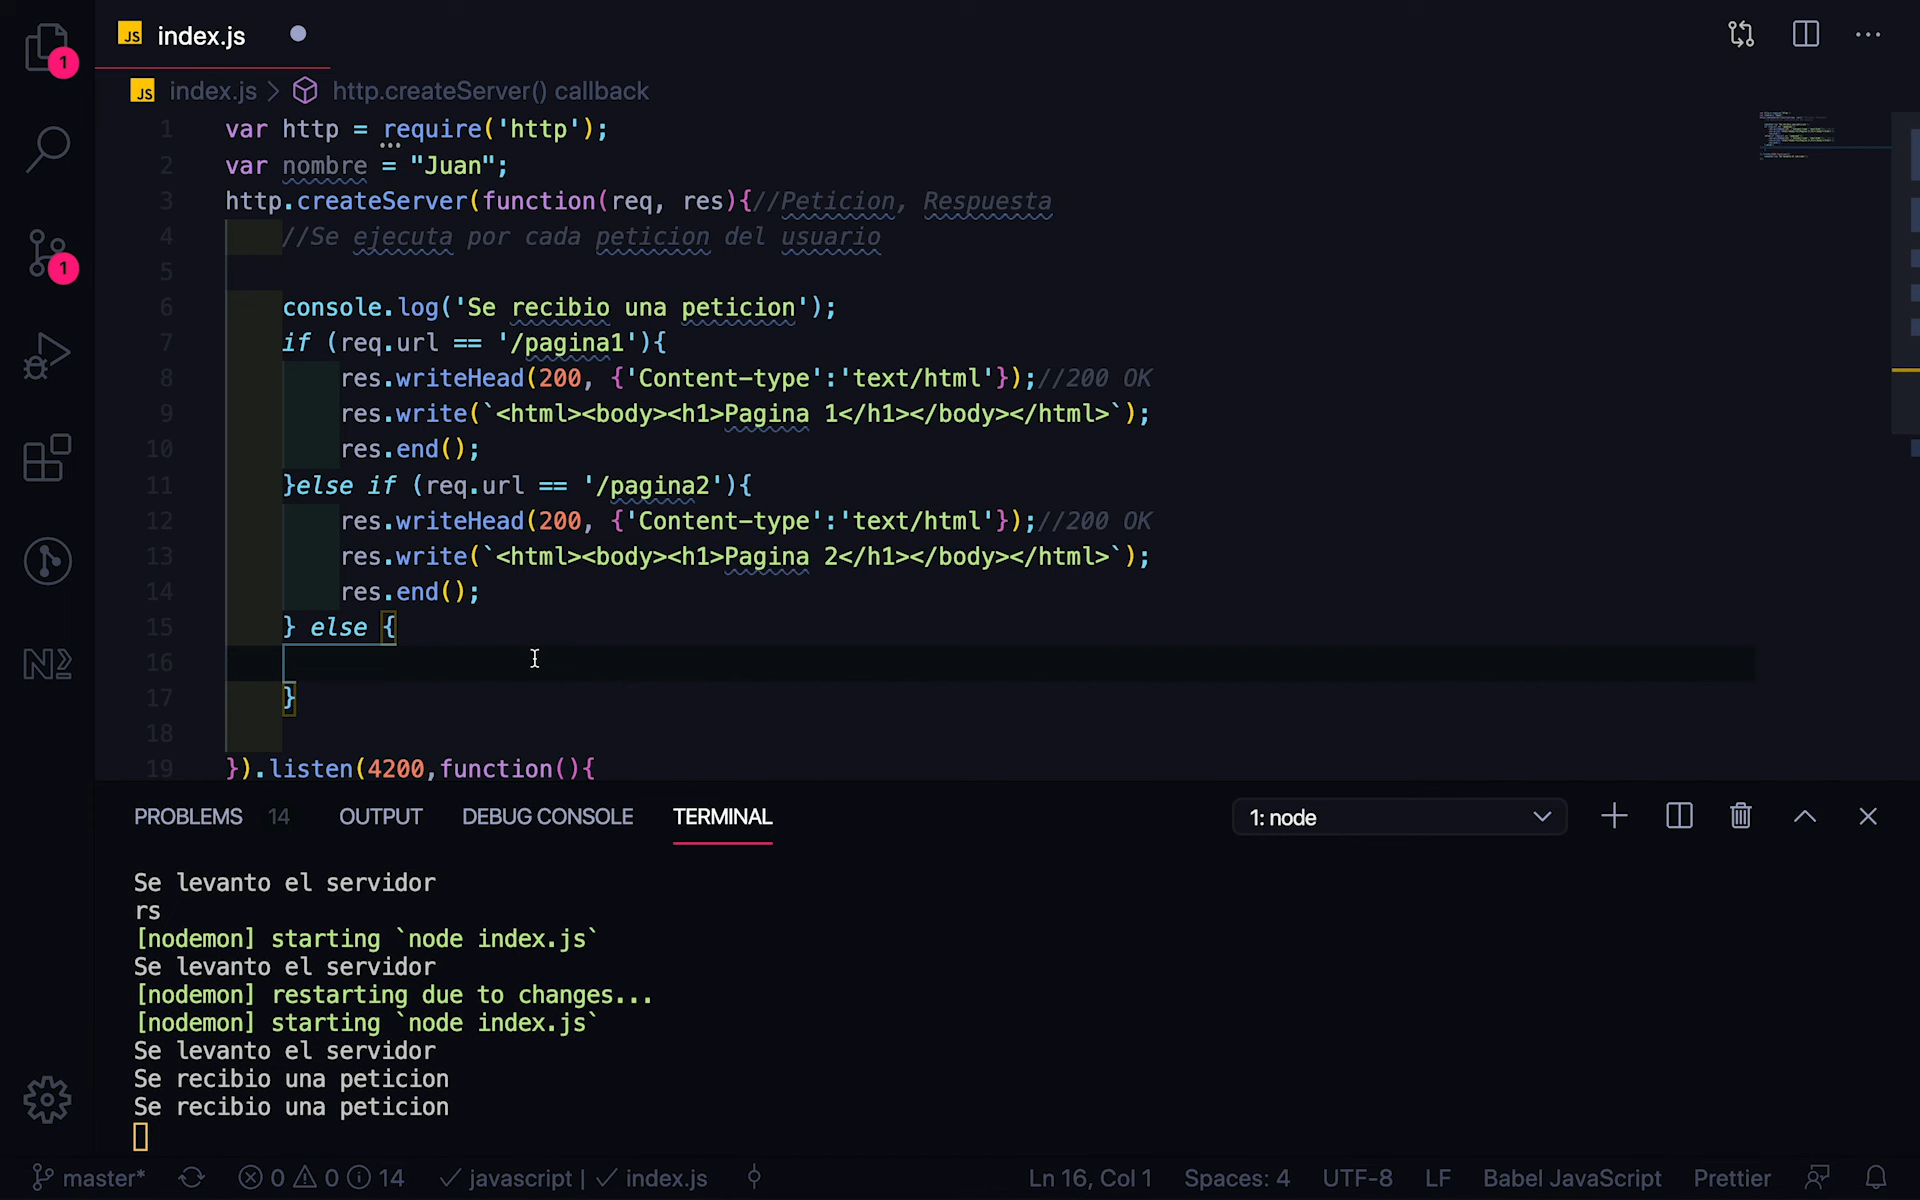 1
JS index.js
JS index.js > http.createServer() callback
1 var http = require('http');
2 var nombre = "Juan";
3 http.createServer(function(req, res){//Peticion, Respuesta
4 //Se ejecuta por cada peticion del usuario
5
6 console.log('Se recibio una peticion');
7 if (req.url == '/pagina1'){
8 res.writeHead(200, {'Content-type':'text/html'});//200 OK
9 res.write(`<html><body><h1>Pagina 1</h1></body></html>`);
10 res.end();
11 }else if (req.url == '/pagina2'){
12 res.writeHead(200, {'Content-type':'text/html'});//200 OK
13 res.write(`<html><body><h1>Pagina 2</h1></body></html>`);
14 res.end();
15 } else {
16
17 }
18
19 }).listen(4200,function(){
1
PROBLEMS 14 OUTPUT DEBUG CONSOLE TERMINAL 1: node
Se levanto el servidor
rs
[nodemon] starting `node index.js`
Se levanto el servidor
[nodemon] restarting due to changes...
[nodemon] starting `node index.js`
Se levanto el servidor
Se recibio una peticion
Se recibio una peticion
master* 0 0 14 javascript | index.js Ln 16, Col 1 Spaces: 4 UTF-8 LF Babel JavaScript Prettier